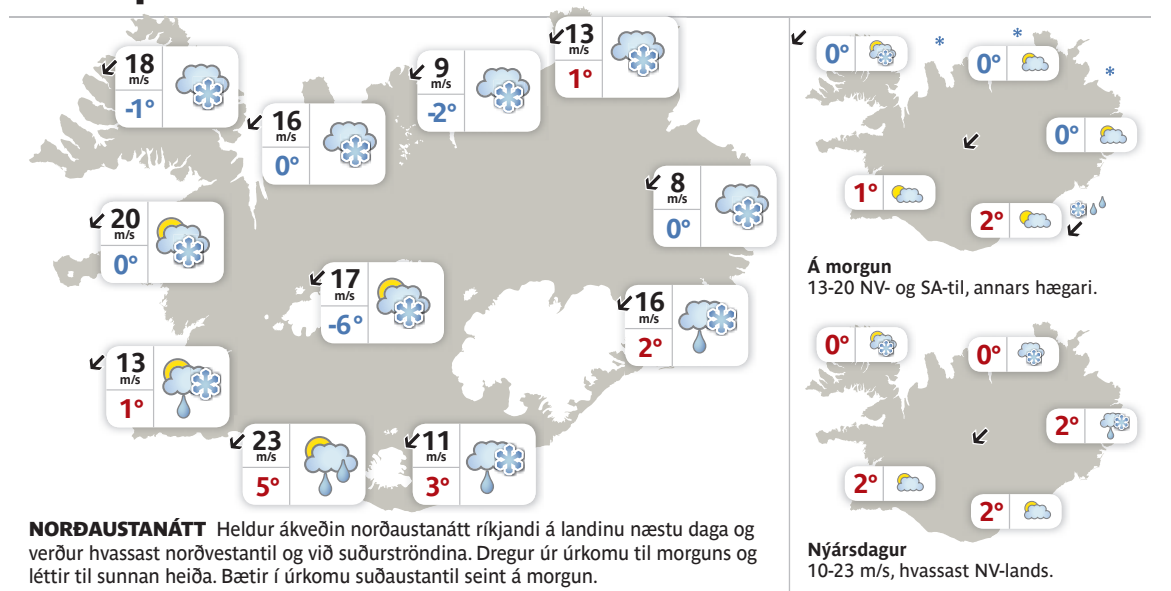 18
m/s
-1°
16
m/s
0°
9
m/s
-2°
13
m/s
1°
20
m/s
0°
8
m/s
0°
17
m/s
-6°
16
m/s
2°
13
m/s
1°
23
m/s
5°
11
m/s
3°
NORÐAUSTANÁTT Heldur ákveðin norðaustanátt ríkjandi á landinu næstu daga og
verður hvassast norðvestantil og við suðurströndina. Dregur úr úrkomu til morguns og
léttir til sunnan heiða. Bætir í úrkomu suðaustantil seint á morgun.
0°
0°
0°
1°
2°
Á morgun
13-20 NV- og SA-til, annars hægari.
0°
0°
2°
2°
2°
Nýársdagur
10-23 m/s, hvassast NV-lands.